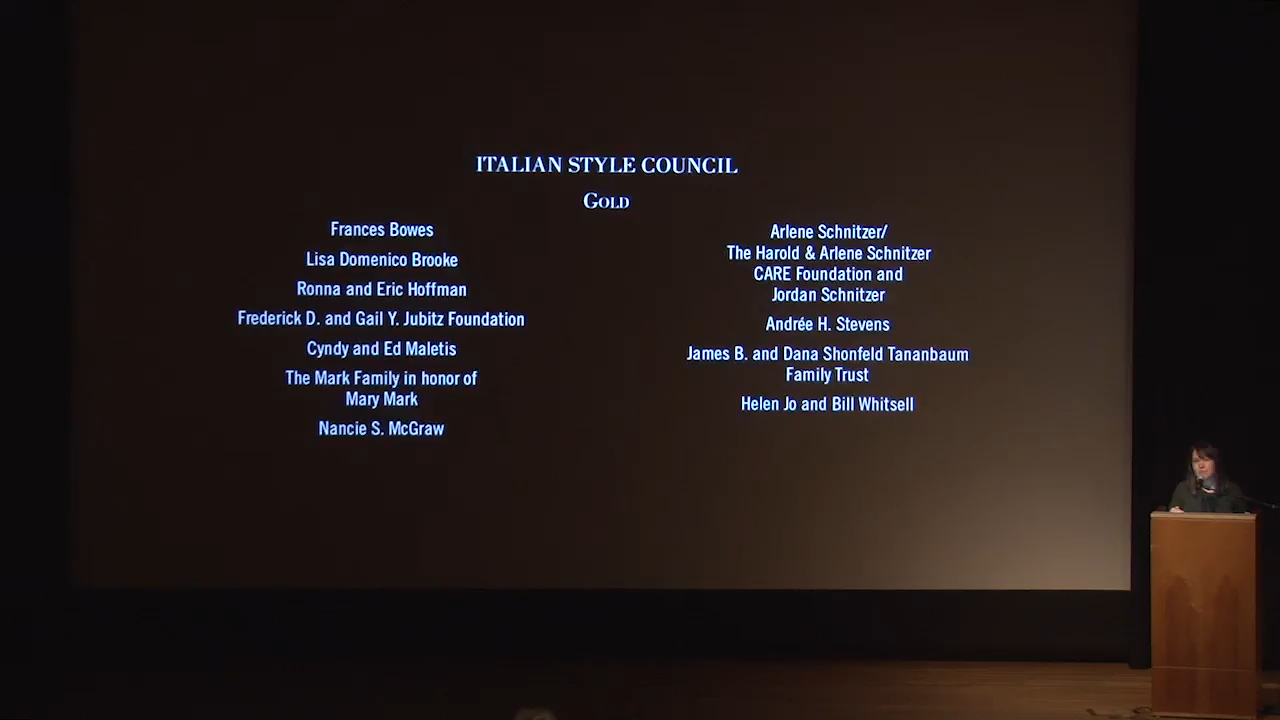 ITALIAN STYLE COUNCIL
GOLD
Frances Bowes
Lisa Domenico Brooke
Ronna and Eric Hoffman
Frederick D. and Gail Y. Jubitz Foundation
Cyndy and Ed Maletis
The Mark Family in honor of
Mary Mark
Nancie S. McGraw
Arlene Schnitzer/
The Harold & Arlene Schnitzer
CARE Foundation and
Jordan Schnitzer
Andrée H. Stevens
James B. and Dana Shonfeld Tananbaum
Family Trust
Helen Jo and Bill Whitsell